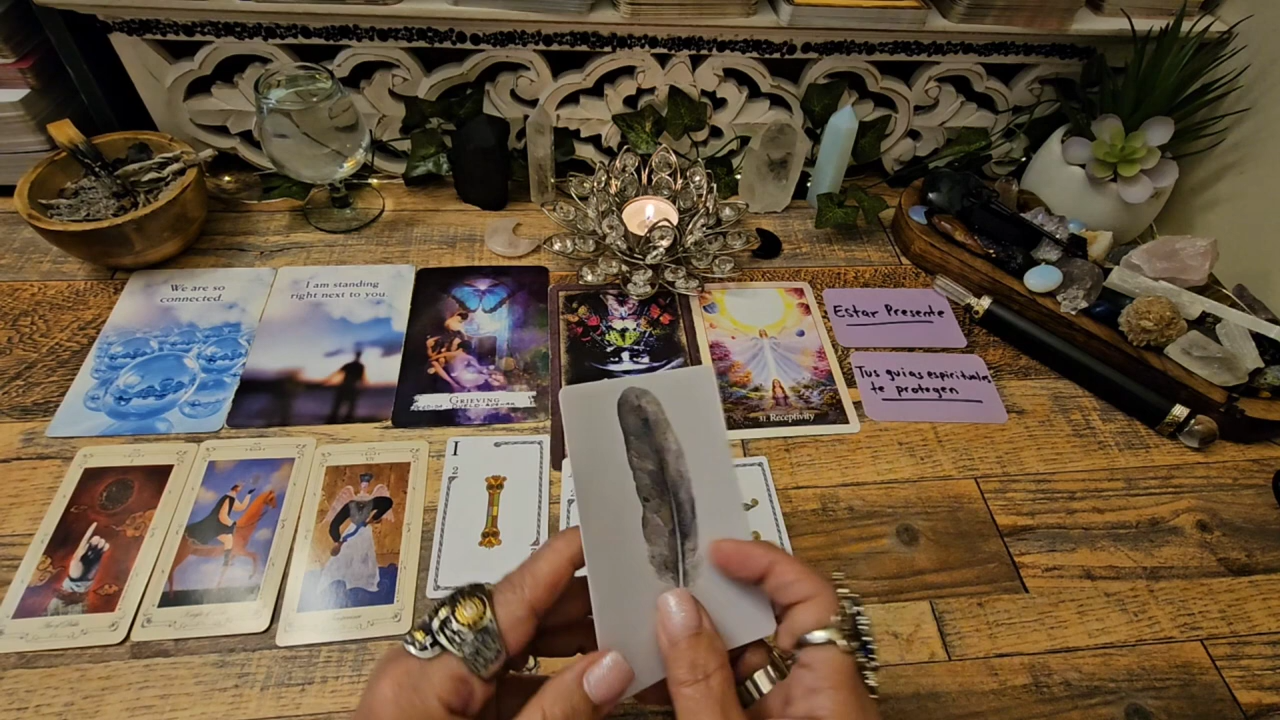 We are so
connected.
I am standing
right next to you.
GRIEVING
31. Receptivity
Estar Presente
Tus guias espirituales
te protegen
I
2